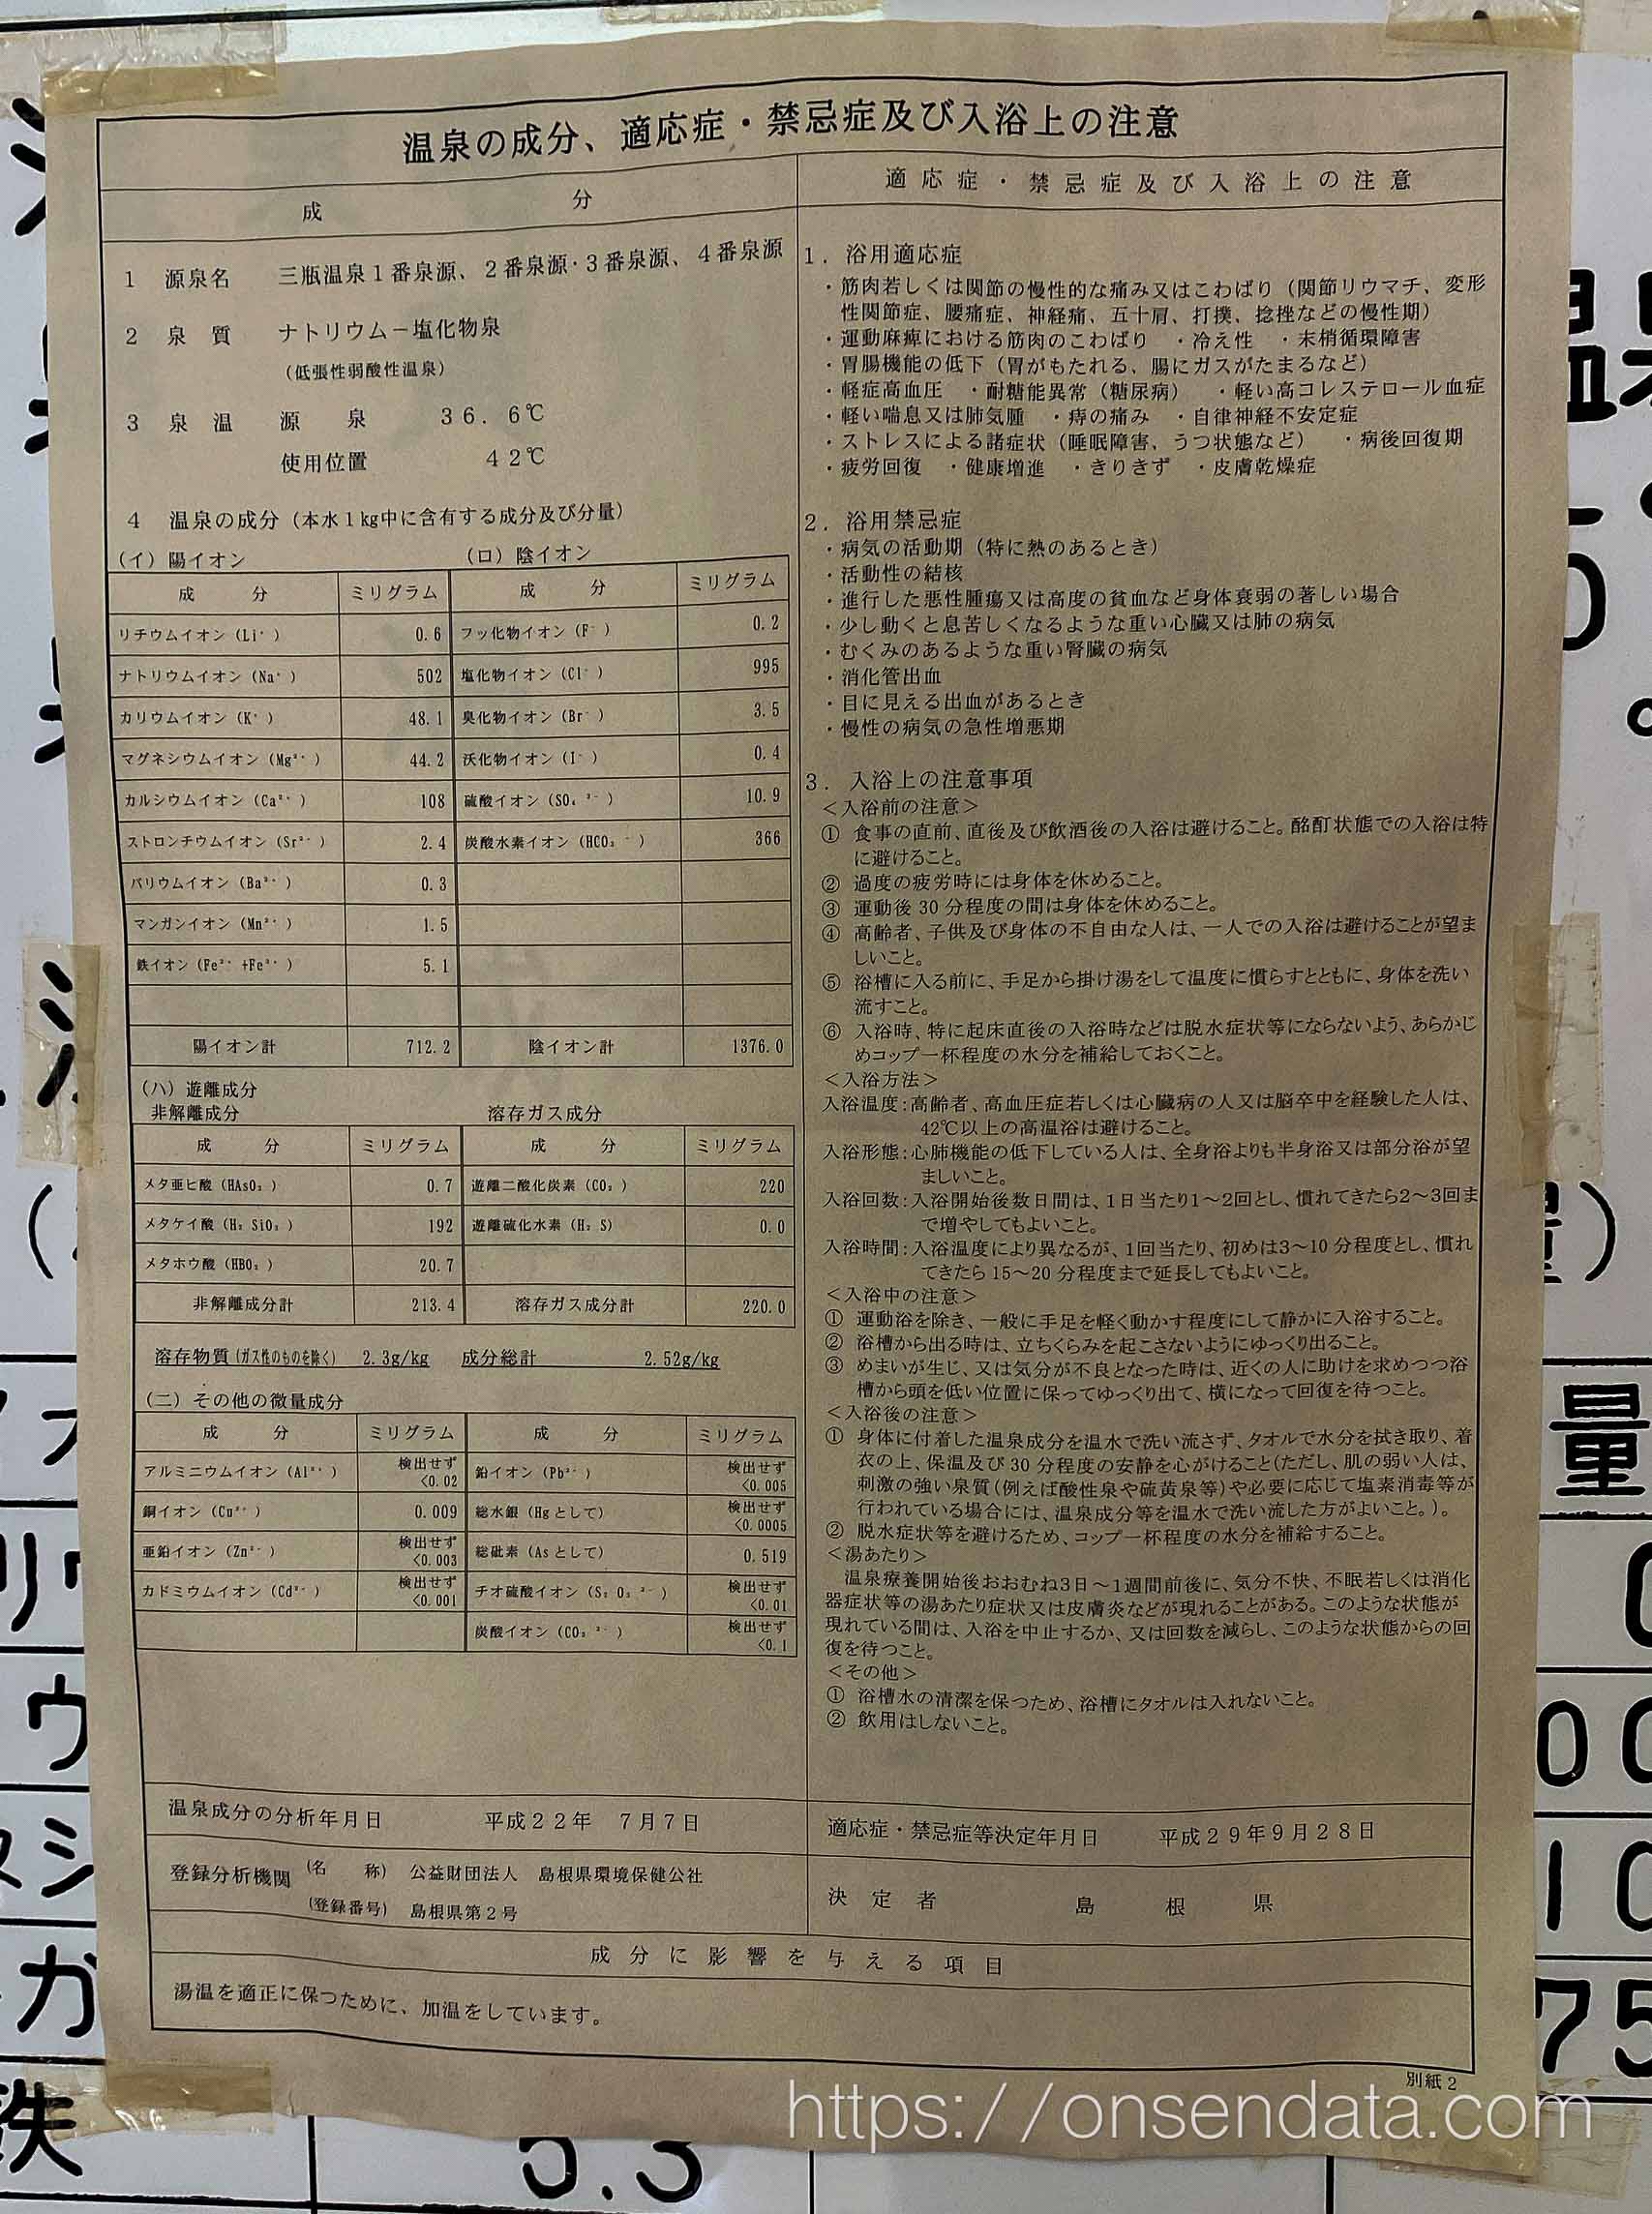 温泉の成分、適応症・禁忌症及び入浴上の注意
成 分
適応症・禁忌症及び入浴上の注意
1 源泉名 三瓶温泉1番泉源、2番泉源・3番泉源、4番泉源
2 泉 質 ナトリウム－塩化物泉
（低張性弱酸性温泉）
3 泉 温 源 泉 36.6℃
使用位置 42℃
4 温泉の成分（本水1kg中に含有する成分及び分量）
（イ）陽イオン （ロ）陰イオン
成 分 ミリグラム 成 分 ミリグラム
リチウムイオン（Li⁺） 0.6 フッ化物イオン（F⁻） 0.2
ナトリウムイオン（Na⁺） 502 塩化物イオン（Cl⁻） 995
カリウムイオン（K⁺） 48.1 臭化物イオン（Br⁻） 3.5
マグネシウムイオン（Mg²⁺） 44.2 沃化物イオン（I⁻） 0.4
カルシウムイオン（Ca²⁺） 108 硫酸イオン（SO₄²⁻） 10.9
ストロンチウムイオン（Sr²⁺） 2.4 炭酸水素イオン（HCO₃⁻） 366
バリウムイオン（Ba²⁺） 0.3
マンガンイオン（Mn²⁺） 1.5
鉄イオン（Fe²⁺+Fe³⁺） 5.1
陽イオン計 712.2 陰イオン計 1376.0
（ハ）遊離成分
非解離成分 溶存ガス成分
成 分 ミリグラム 成 分 ミリグラム
メタ亜ヒ酸（HAsO₂） 0.7 遊離二酸化炭素（CO₂） 220
メタケイ酸（H₂SiO₃） 192 遊離硫化水素（H₂S） 0.0
メタホウ酸（HBO₂） 20.7
非解離成分計 213.4 溶存ガス成分計 220.0
溶存物質（ガス性のものを除く） 2.3g/kg 成分総計 2.52g/kg
（二）その他の微量成分
成 分 ミリグラム 成 分 ミリグラム
アルミニウムイオン（Al³⁺） 検出せず <0.02 鉛イオン（Pb²⁺） 検出せず <0.005
銅イオン（Cu²⁺） 0.009 総水銀（Hgとして） 検出せず <0.0005
亜鉛イオン（Zn²⁺） 検出せず <0.003 総砒素（Asとして） 0.519
カドミウムイオン（Cd²⁺） 検出せず <0.001 チオ硫酸イオン（S₂O₃²⁻） 検出せず <0.01
炭酸イオン（CO₃²⁻） 検出せず <0.1
1. 浴用適応症
・筋肉若しくは関節の慢性的な痛み又はこわばり（関節リウマチ、変形
性関節症、腰痛症、神経痛、五十肩、打撲、捻挫などの慢性期）
・運動麻痺における筋肉のこわばり ・冷え性 ・末梢循環障害
・胃腸機能の低下（胃がもたれる、腸にガスがたまるなど）
・軽症高血圧 ・耐糖能異常（糖尿病） ・軽い高コレステロール血症
・軽い喘息又は肺気腫 ・痔の痛み ・自律神経不安定症
・ストレスによる諸症状（睡眠障害、うつ状態など） ・病後回復期
・疲労回復 ・健康増進 ・きりきず ・皮膚乾燥症
2. 浴用禁忌症
・病気の活動期（特に熱のあるとき）
・活動性の結核
・進行した悪性腫瘍又は高度の貧血など身体衰弱の著しい場合
・少し動くと息苦しくなるような重い心臓又は肺の病気
・むくみのあるような重い腎臓の病気
・消化管出血
・目に見える出血があるとき
・慢性の病気の急性増悪期
3. 入浴上の注意事項
＜入浴前の注意＞
① 食事の直前、直後及び飲酒後の入浴は避けること。酩酊状態での入浴は特
に避けること。
② 過度の疲労時には身体を休めること。
③ 運動後30分程度の間は身体を休めること。
④ 高齢者、子供及び身体の不自由な人は、一人での入浴は避けることが望ま
しいこと。
⑤ 浴槽に入る前に、手足から掛け湯をして温度に慣らすとともに、身体を洗い
流すこと。
⑥ 入浴時、特に起床直後の入浴時などは脱水症状等にならないよう、あらかじ
めコップ一杯程度の水分を補給しておくこと。
＜入浴方法＞
入浴温度：高齢者、高血圧症若しくは心臓病の人又は脳卒中を経験した人は、
42℃以上の高温浴は避けること。
入浴形態：心肺機能の低下している人は、全身浴よりも半身浴又は部分浴が望
ましいこと。
入浴回数：入浴開始後数日間は、1日当たり1～2回とし、慣れてきたら2～3回ま
で増やしてもよいこと。
入浴時間：入浴温度により異なるが、1回当たり、初めは3～10分程度とし、慣れ
てきたら15～20分程度まで延長してもよいこと。
＜入浴中の注意＞
① 運動浴を除き、一般に手足を軽く動かす程度にして静かに入浴すること。
② 浴槽から出る時は、立ちくらみを起こさないようにゆっくり出ること。
③ めまいが生じ、又は気分が不良となった時は、近くの人に助けを求めつつ浴
槽から頭を低い位置に保ってゆっくり出て、横になって回復を待つこと。
＜入浴後の注意＞
① 身体に付着した温泉成分を温水で洗い流さず、タオルで水分を拭き取り、着
衣の上、保温及び30分程度の安静を心がけること（ただし、肌の弱い人は、
刺激の強い泉質（例えば酸性泉や硫黄泉等）や必要に応じて塩素消毒等が
行われている場合には、温泉成分等を温水で洗い流した方がよいこと。）。
② 脱水症状等を避けるため、コップ一杯程度の水分を補給すること。
＜湯あたり＞
温泉療養開始後おおむね3日～1週間前後に、気分不快、不眠若しくは消化
器症状等の湯あたり症状又は皮膚炎などが現れることがある。このような状態が
現れている間は、入浴を中止するか、又は回数を減らし、このような状態からの回
復を待つこと。
＜その他＞
① 浴槽水の清潔を保つため、浴槽にタオルは入れないこと。
② 飲用はしないこと。
温泉成分の分析年月日 平成22年 7月7日
適応症・禁忌症等決定年月日 平成29年9月28日
登録分析機関 （名 称） 公益財団法人 島根県環境保健公社
（登録番号） 島根県第2号
決定者 島根県
成分に影響を与える項目
湯温を適正に保つために、加温をしています。
別紙2
https://onsendata.com
量
ウ
ガ
75
鉄
5.3